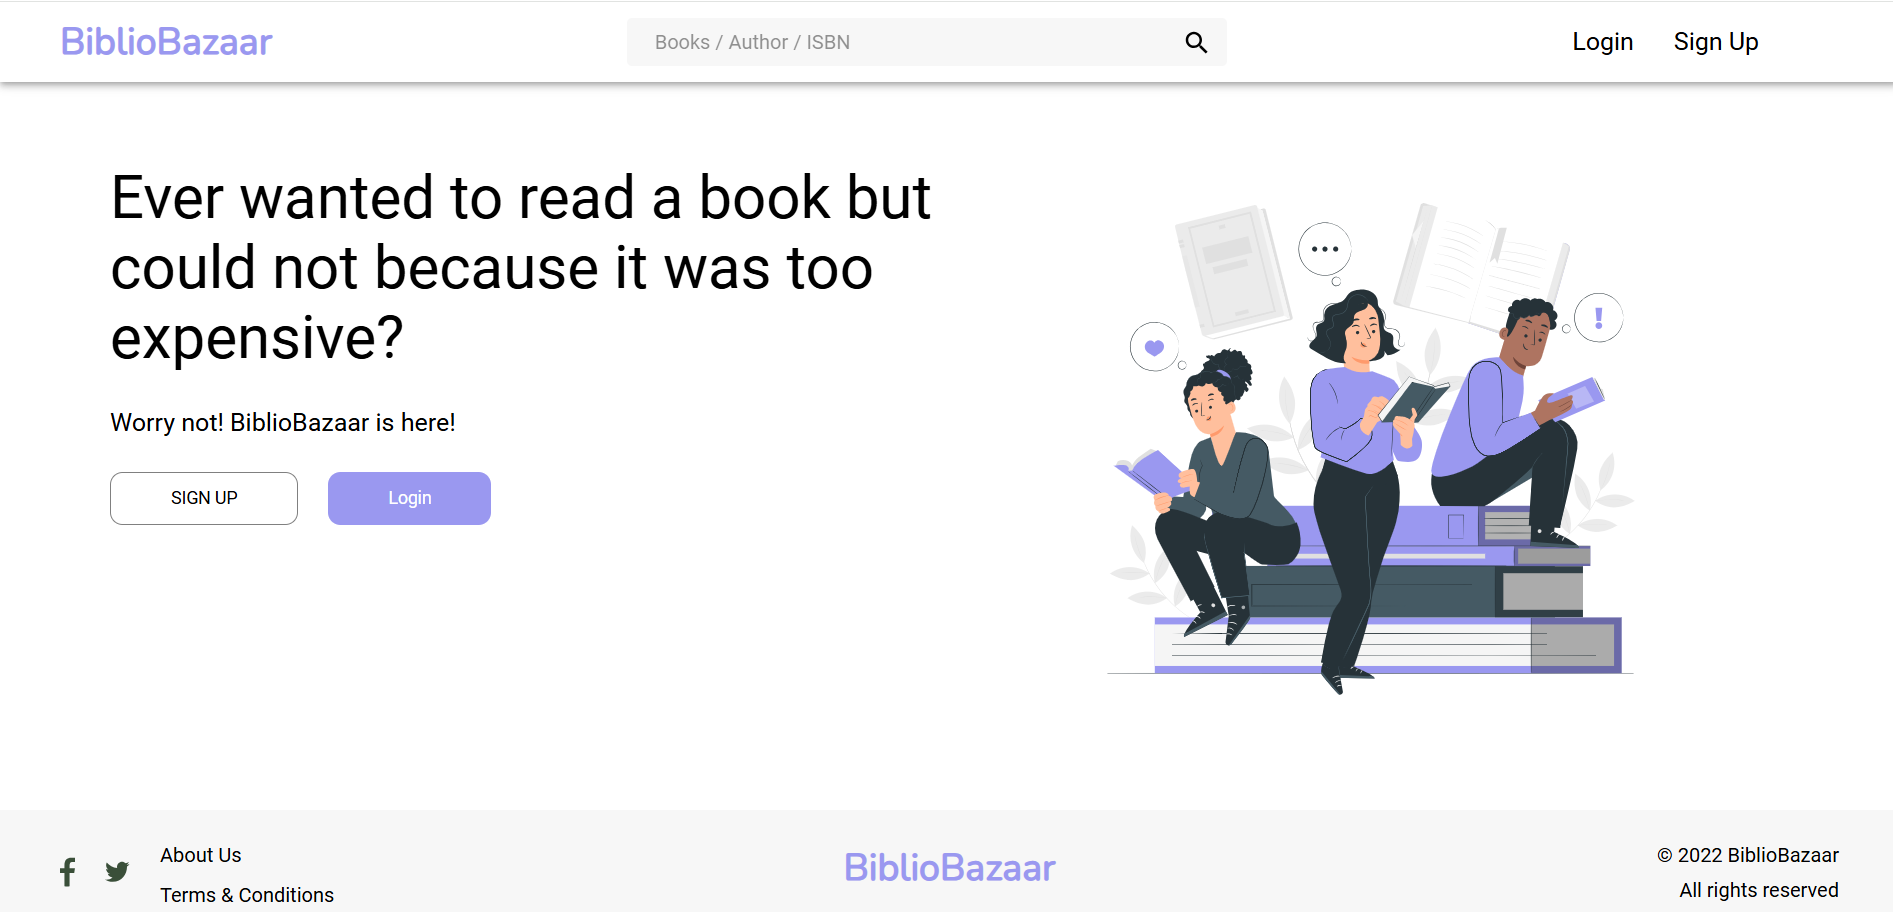 BiblioBazaar
Books / Author / ISBN
Login
Sign Up
Ever wanted to read a book but
could not because it was too
expensive?
Worry not! BiblioBazaar is here!
SIGN UP
Login
About Us
Terms & Conditions
BiblioBazaar
© 2022 BiblioBazaar
All rights reserved